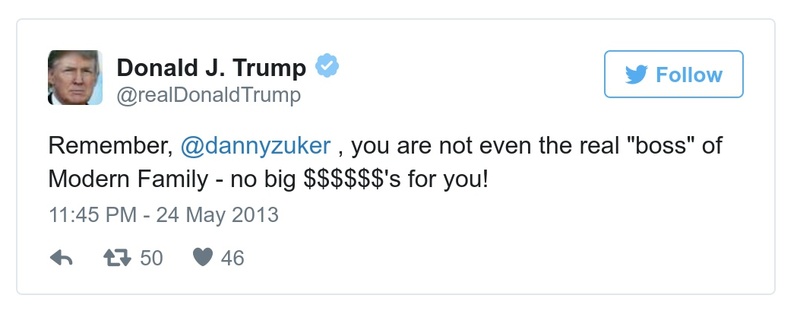 Donald J. Trump
@realDonaldTrump
Follow
Remember, @dannyzuker , you are not even the real "boss" of
Modern Family - no big $$$$$$'s for you!
11:45 PM - 24 May 2013
50 46